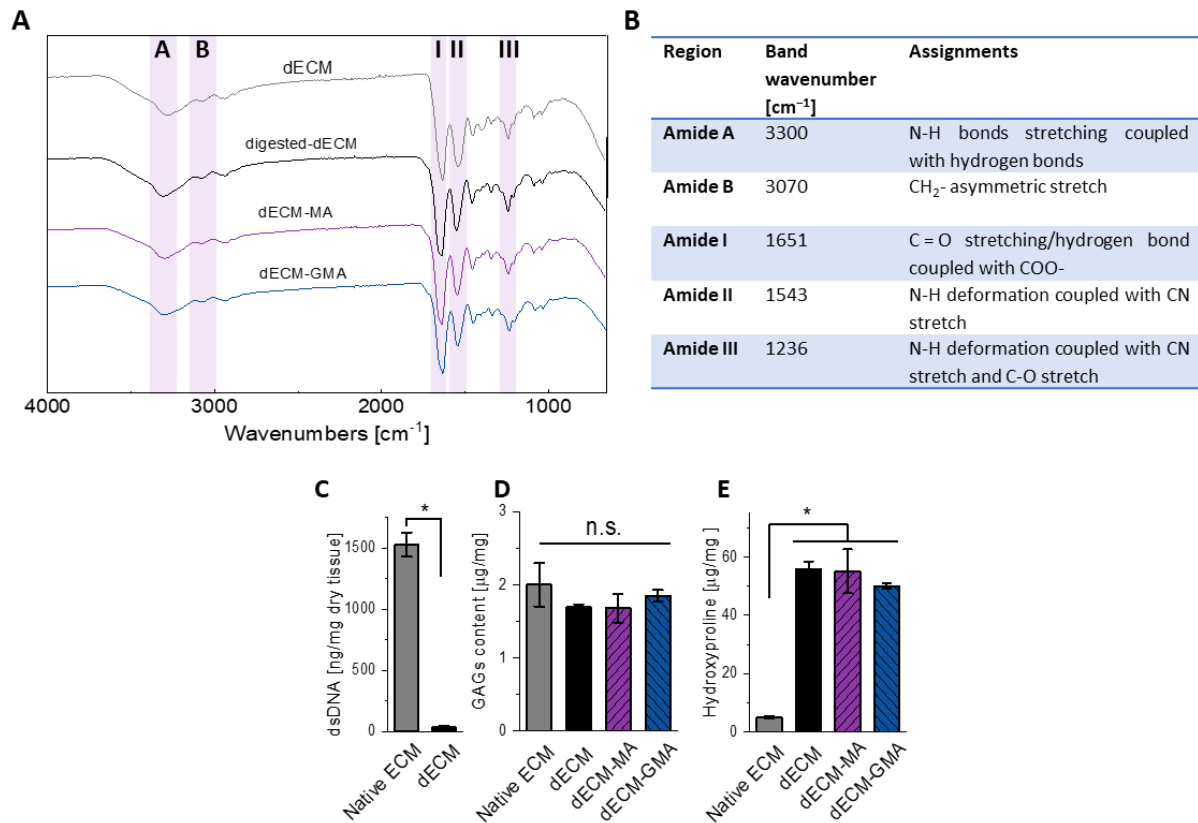 A
A B I II III
dECM
digested-dECM
dECM-MA
dECM-GMA
4000 3000 2000 1000
Wavenumbers [cm⁻¹]
B
Region Band wavenumber [cm⁻¹] Assignments
Amide A 3300 N-H bonds stretching coupled
with hydrogen bonds
Amide B 3070 CH₂- asymmetric stretch
Amide I 1651 C = O stretching/hydrogen bond
coupled with COO-
Amide II 1543 N-H deformation coupled with CN
stretch
Amide III 1236 N-H deformation coupled with CN
stretch and C-O stretch
C
dsDNA [ng/mg dry tissue]
1500
1000
500
0
*
Native ECM
dECM
D
GAGs content [µg/mg]
3
2
1
0
n.s.
Native ECM
dECM
dECM-MA
dECM-GMA
E
Hydroxyproline [µg/mg ]
60
40
20
0
*
Native ECM
dECM
dECM-MA
dECM-GMA